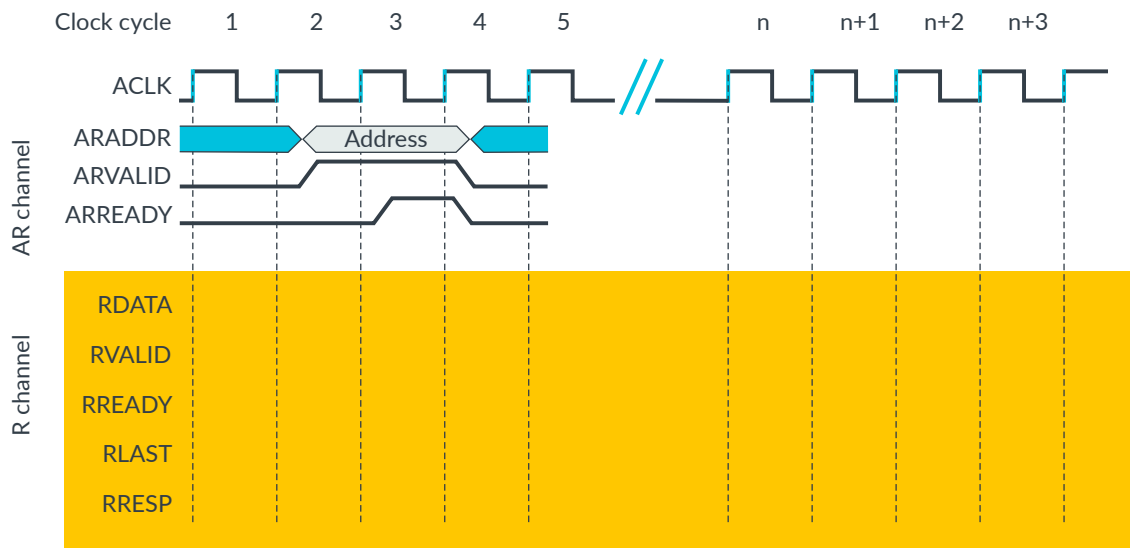 Clock cycle 1 2 3 4 5 n n+1 n+2 n+3
ACLK
AR channel
ARADDR Address
ARVALID
ARREADY
R channel
RDATA
RVALID
RREADY
RLAST
RRESP